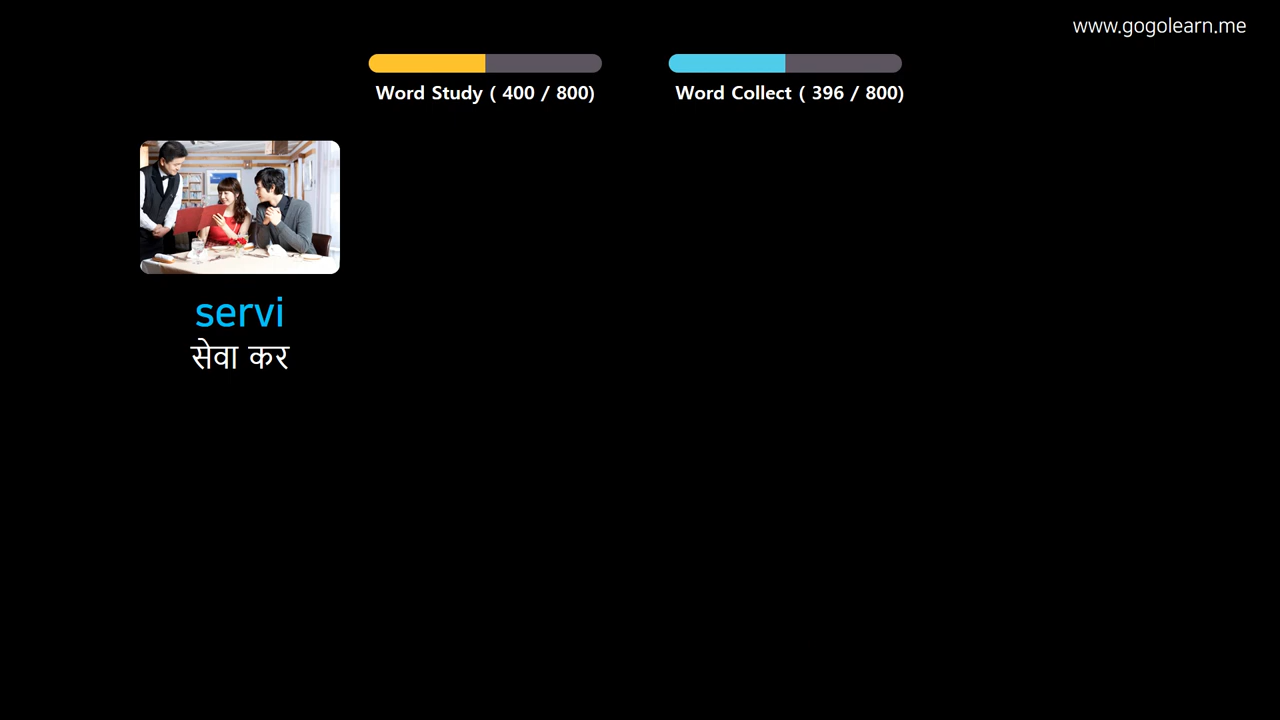 www.gogolearn.me
Word Study ( 400 / 800)
Word Collect ( 396 / 800)
servi
सेवा कर